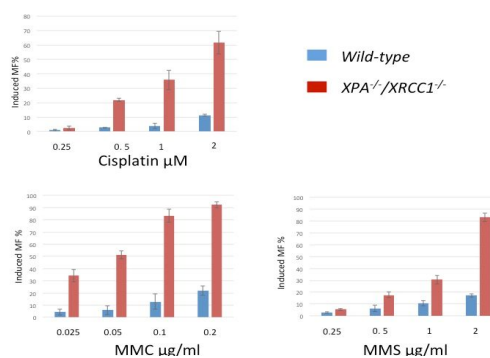 80
70
60
50
40
30
20
10
0
Induced MF%
0.25 0.5 1 2
Cisplatin μM
Wild-type
XPA-/-/XRCC1-/-
100
90
80
70
60
50
40
30
20
10
0
Induced MF %
0.025 0.05 0.1 0.2
MMC μg/ml
100
90
80
70
60
50
40
30
20
10
0
Induced MF %
0.25 0.5 1 2
MMS μg/ml